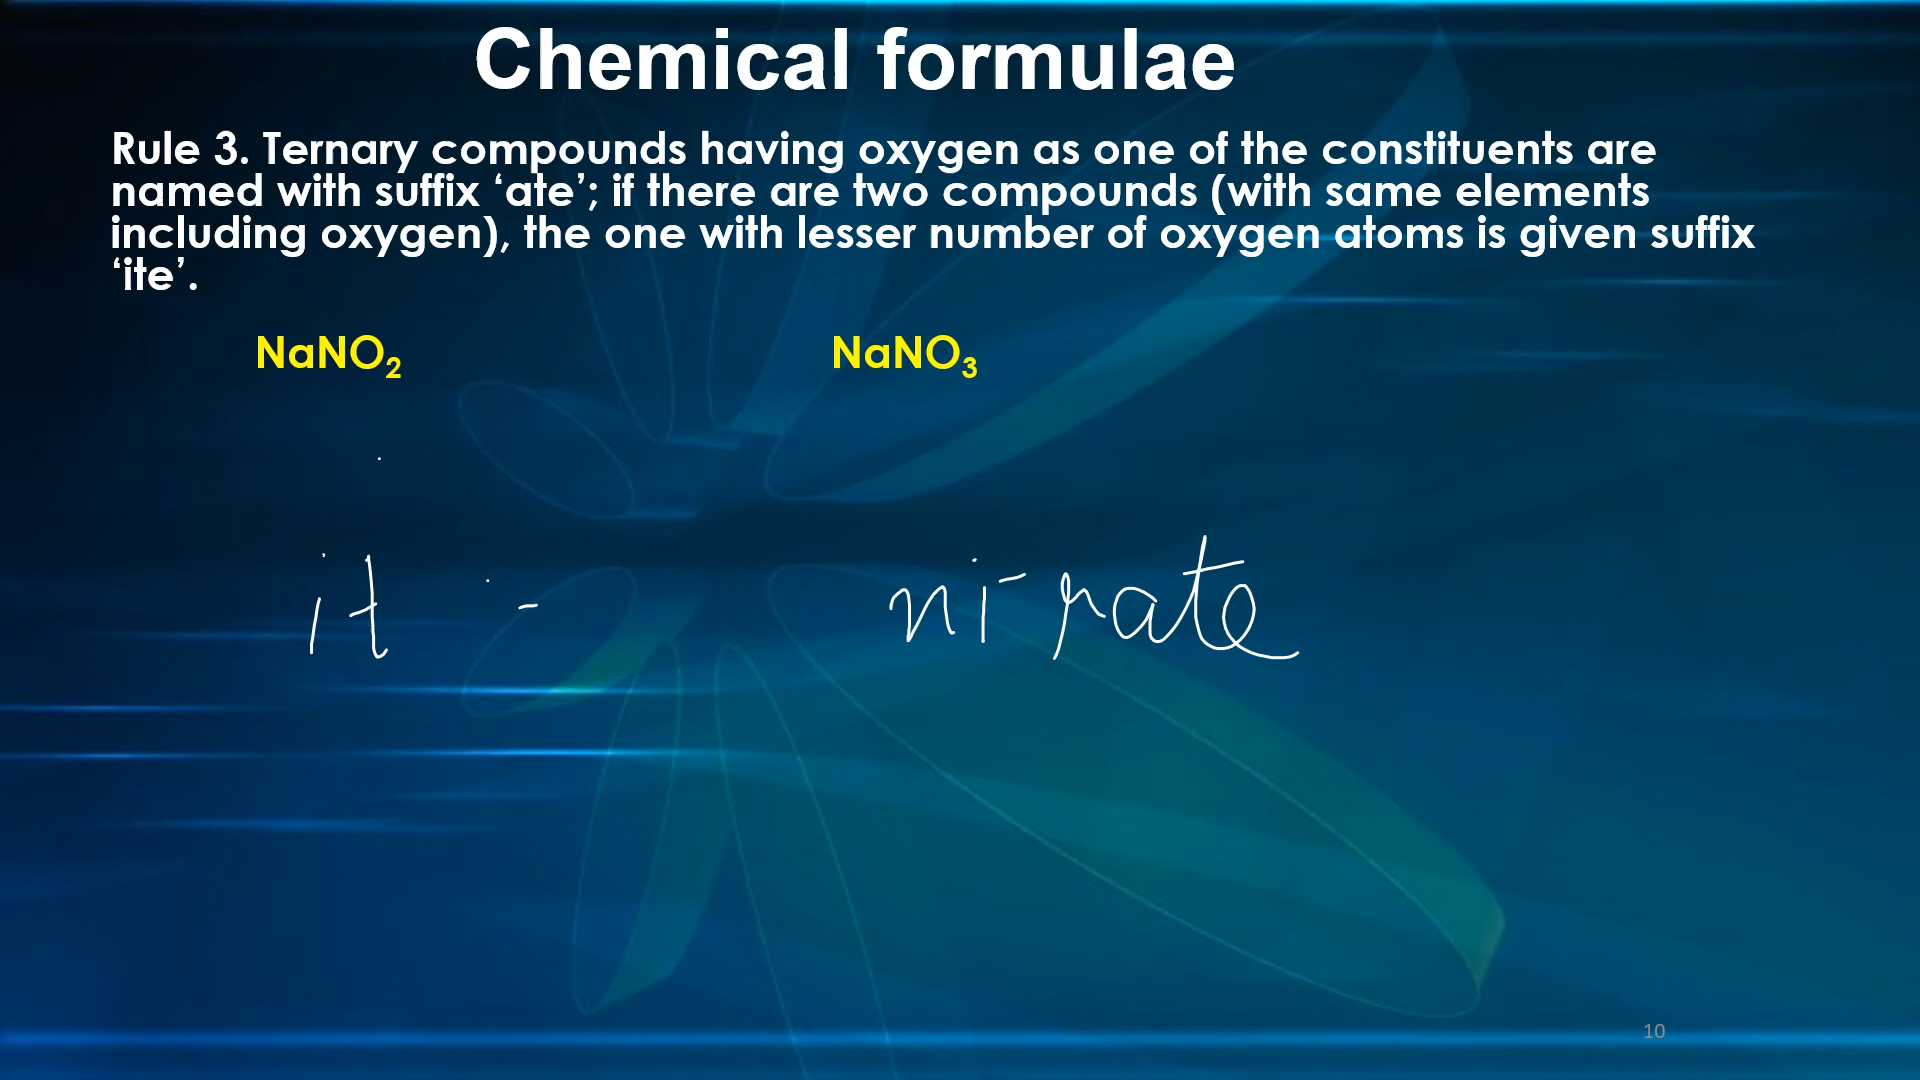 Chemical formulae
Rule 3. Ternary compounds having oxygen as one of the constituents are
named with suffix ‘ate’; if there are two compounds (with same elements
including oxygen), the one with lesser number of oxygen atoms is given suffix
‘ite’.
NaNO₂ NaNO₃
it - ni-rate
10